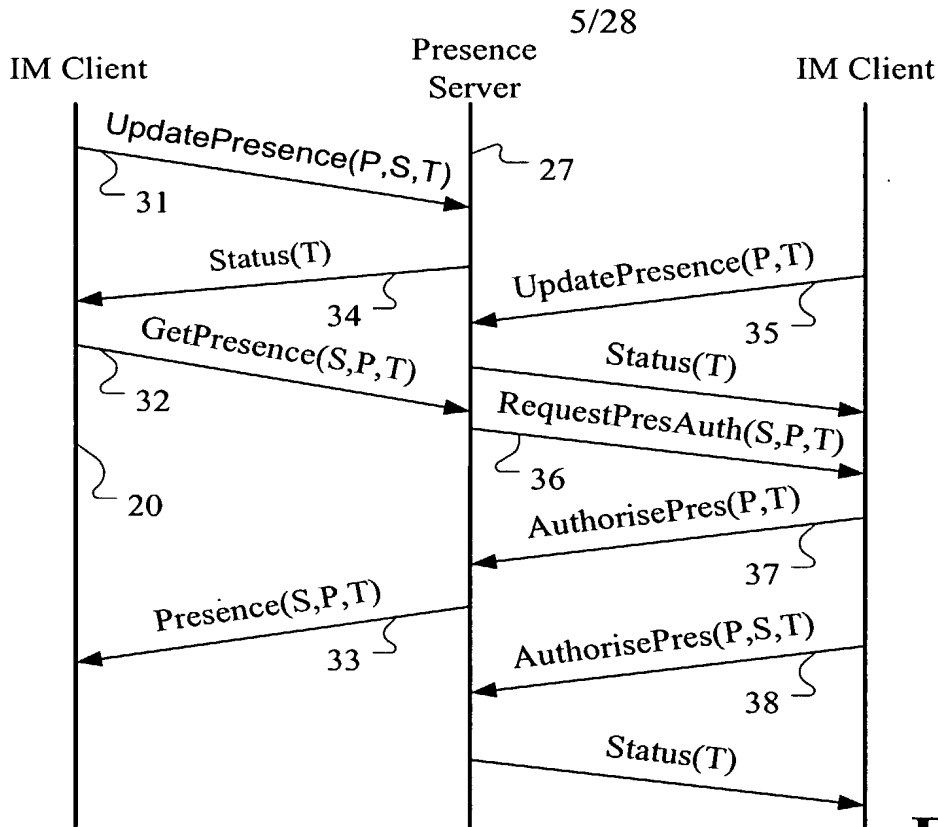 5/28
IM Client
Presence
Server
IM Client
UpdatePresence(P,S,T)
27
31
Status(T)
UpdatePresence(P,T)
34
35
GetPresence(S,P,T)
Status(T)
32
RequestPresAuth(S,P,T)
36
20
AuthorisePres(P,T)
37
Presence(S,P,T)
33
AuthorisePres(P,S,T)
38
Status(T)